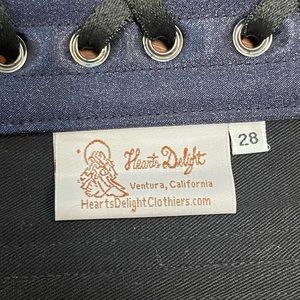 Hearts Delight
28
Ventura, California
HeartsDelightClothiers.com